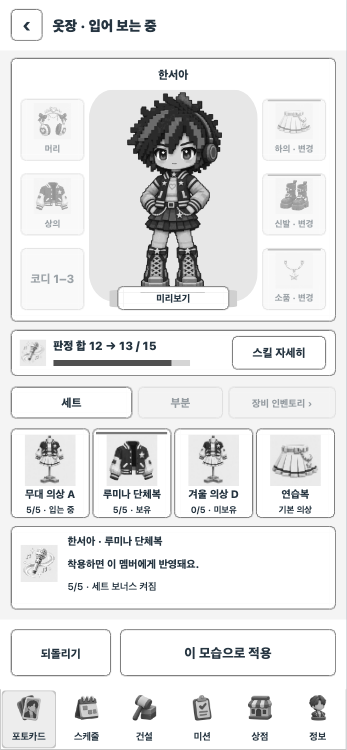 옷장 · 입어 보는 중
한서아
머리
하의 · 변경
상의
신발 · 변경
코디 1–3
소품 · 변경
미리보기
판정 합 12 → 13 / 15
스킬 자세히
세트
부분
장비 인벤토리 ›
무대 의상 A
루미나 단체복
겨울 의상 D
연습복
5/5 · 입는 중
5/5 · 보유
0/5 · 미보유
기본 의상
한서아 · 루미나 단체복
착용하면 이 멤버에게 반영돼요.
5/5 · 세트 보너스 켜짐
되돌리기
이 모습으로 적용
포토카드
스케줄
건설
미션
상점
정보